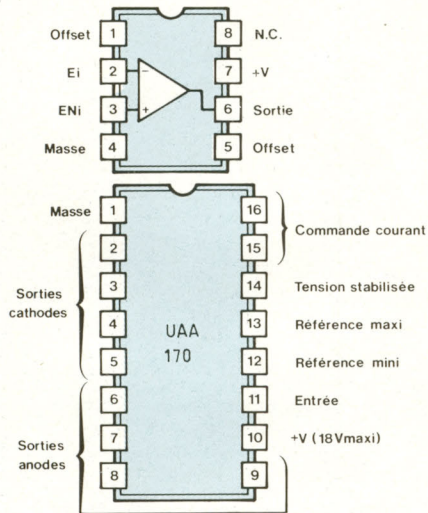 Offset 1 8 N.C.
Ei 2 − 7 +V
ENi 3 + 6 Sortie
Masse 4 5 Offset
Masse 1 16
Commande courant
2 15
3 14 Tension stabilisée
Sorties
cathodes
4 UAA 13 Référence maxi
170
5 12 Référence mini
6 11 Entrée
Sorties
anodes
7 10 +V (18Vmaxi)
8 9